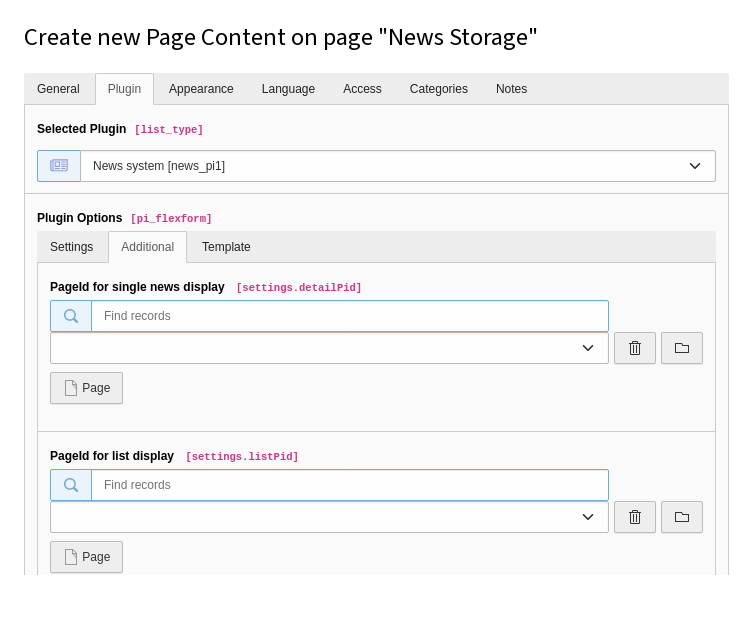 Create new Page Content on page "News Storage"
General Plugin Appearance Language Access Categories Notes
Selected Plugin [list_type]
News system [news_pi1]
Plugin Options [pi_flexform]
Settings Additional Template
PageId for single news display [settings.detailPid]
Find records
Page
PageId for list display [settings.listPid]
Find records
Page